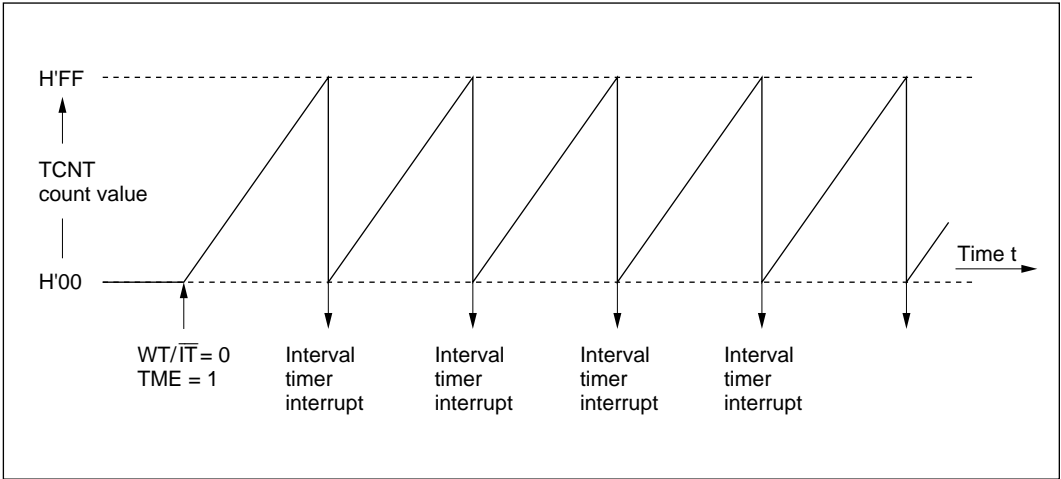 H'FF
TCNT
count value
H'00
Time t
WT/I̅T̅ = 0
TME = 1
Interval
timer
interrupt
Interval
timer
interrupt
Interval
timer
interrupt
Interval
timer
interrupt